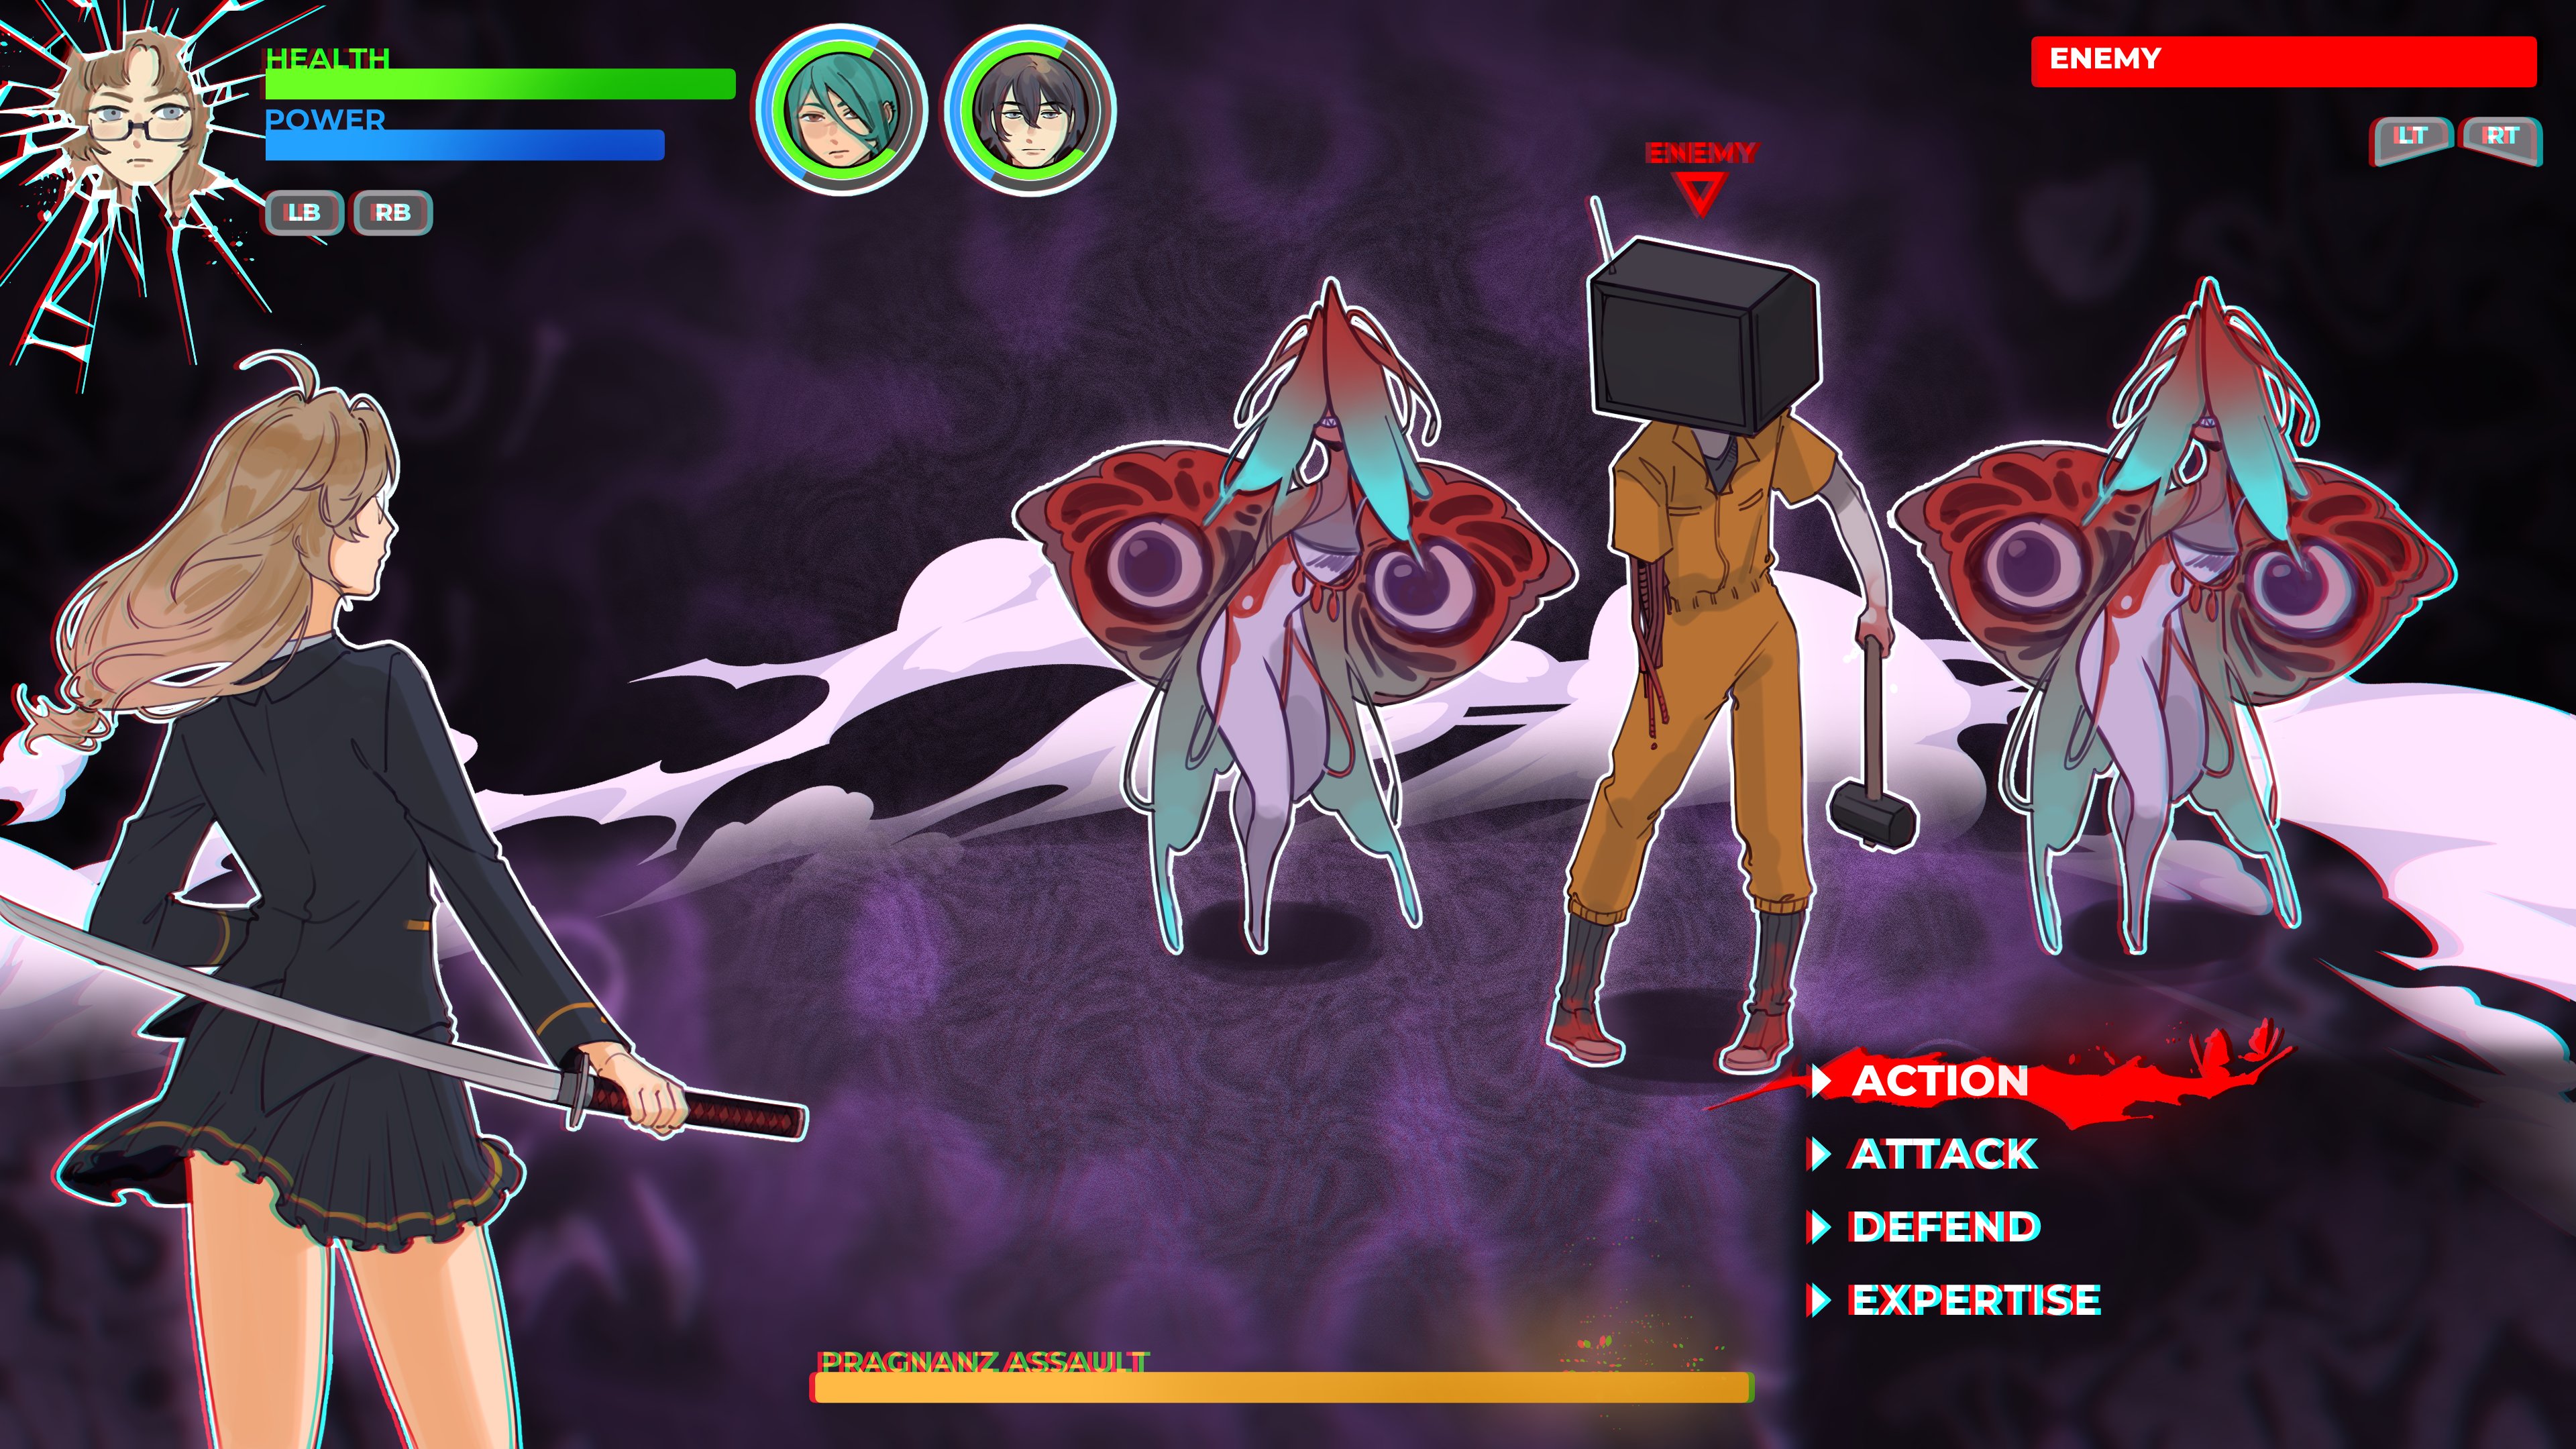 HEALTH
POWER
LB RB
ENEMY
LT RT
ENEMY
ACTION
ATTACK
DEFEND
EXPERTISE
PRAGNANZ ASSAULT